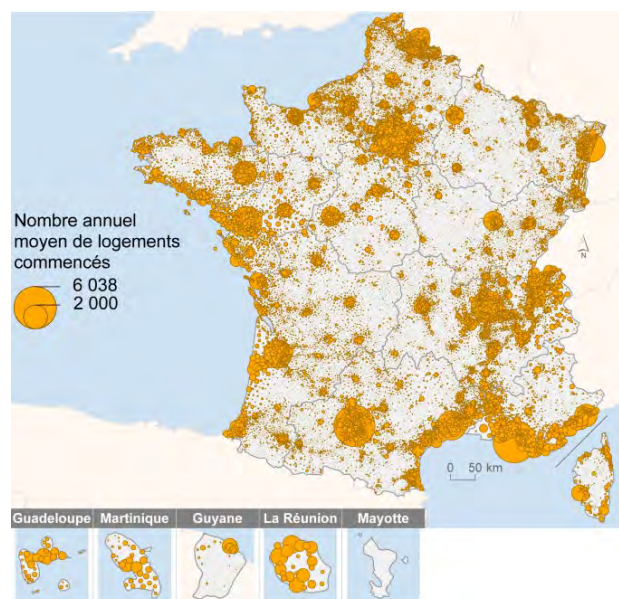 Nombre annuel
moyen de logements
commencés
6 038
2 000
N
0 50 km
Guadeloupe Martinique Guyane La Réunion Mayotte